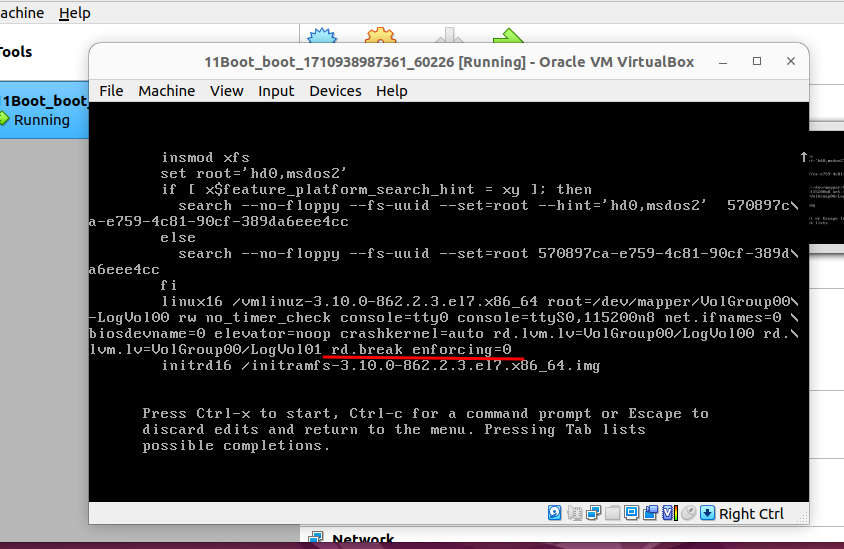 achine Help
Tools
11Boot_boot_1710938987361_60226 [Running] - Oracle VM VirtualBox
11Boot_boot_
Running
File Machine View Input Devices Help
insmod xfs
set root='hd0,msdos2'
if [ x$feature_platform_search_hint = xy ]; then
search --no-floppy --fs-uuid --set=root --hint='hd0,msdos2' 570897c\
a-e759-4c81-90cf-389da6eee4cc
else
search --no-floppy --fs-uuid --set=root 570897ca-e759-4c81-90cf-389d\
a6eee4cc
fi
linux16 /vmlinuz-3.10.0-862.2.3.el7.x86_64 root=/dev/mapper/VolGroup00\
-LogVol00 rw no_timer_check console=tty0 console=ttyS0,115200n8 net.ifnames=0 \
biosdevname=0 elevator=noop crashkernel=auto rd.lvm.lv=VolGroup00/LogVol00 rd.\
lvm.lv=VolGroup00/LogVol01 rd.break enforcing=0
initrd16 /initramfs-3.10.0-862.2.3.el7.x86_64.img
Press Ctrl-x to start, Ctrl-c for a command prompt or Escape to
discard edits and return to the menu. Pressing Tab lists
possible completions.
Right Ctrl
Network